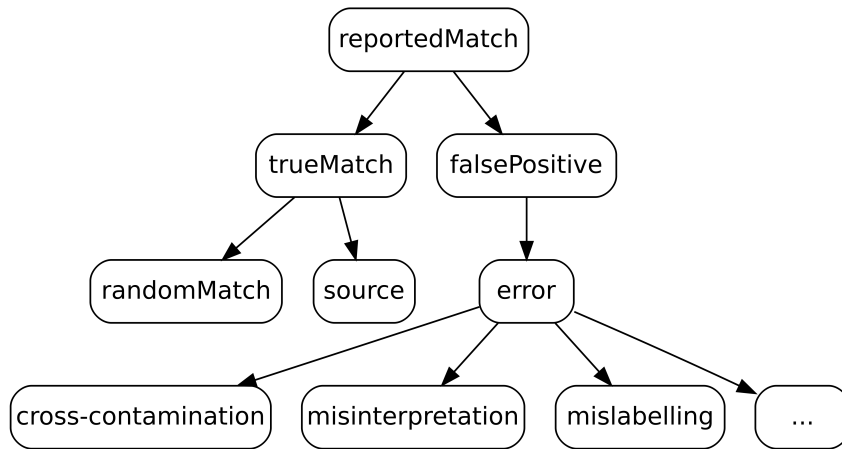 reportedMatch
trueMatch
falsePositive
randomMatch
source
error
cross-contamination
misinterpretation
mislabelling
...